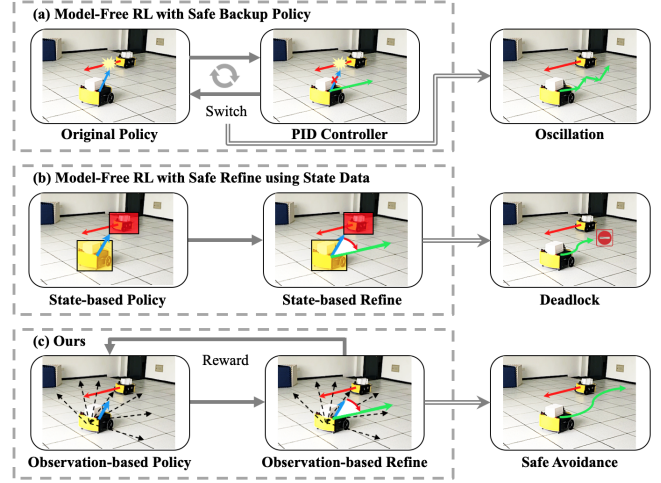 (a) Model-Free RL with Safe Backup Policy
Switch
Original Policy
PID Controller
Oscillation
(b) Model-Free RL with Safe Refine using State Data
State-based Policy
State-based Refine
Deadlock
(c) Ours
Reward
Observation-based Policy
Observation-based Refine
Safe Avoidance